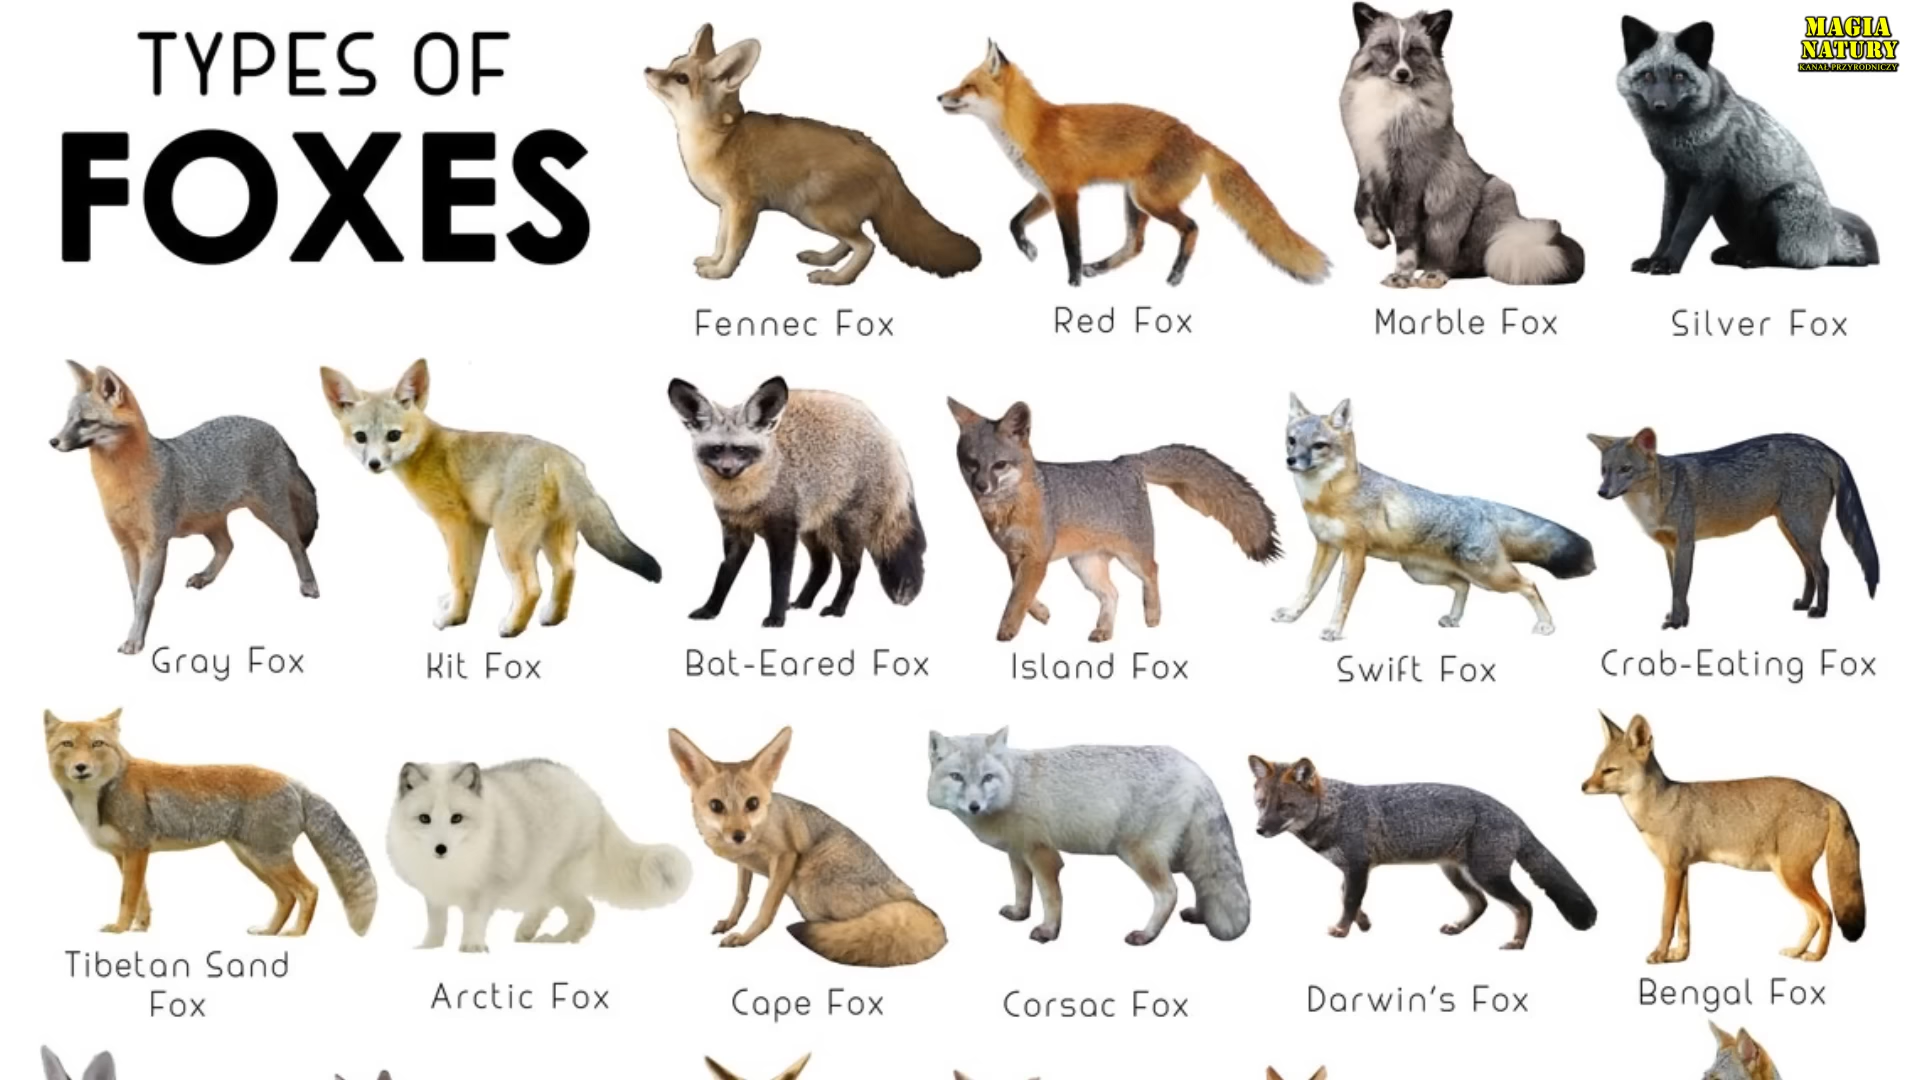 TYPES OF
FOXES
MAGIA
NATURY
KANAŁ PRZYRODNICZY
Fennec Fox
Red Fox
Marble Fox
Silver Fox
Gray Fox
Kit Fox
Bat-Eared Fox
Island Fox
Swift Fox
Crab-Eating Fox
Tibetan Sand
Fox
Arctic Fox
Cape Fox
Corsac Fox
Darwin's Fox
Bengal Fox